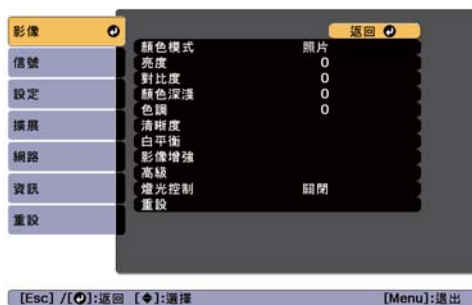 影像
信號
設定
擴展
網路
資訊
重設
返回
顏色模式 照片
亮度 0
對比度 0
顏色深淺 0
色調 0
清晰度
白平衡
影像增強
高級
燈光控制 關閉
重設
[Esc] /[]:返回 [◆]:選擇 [Menu]:退出